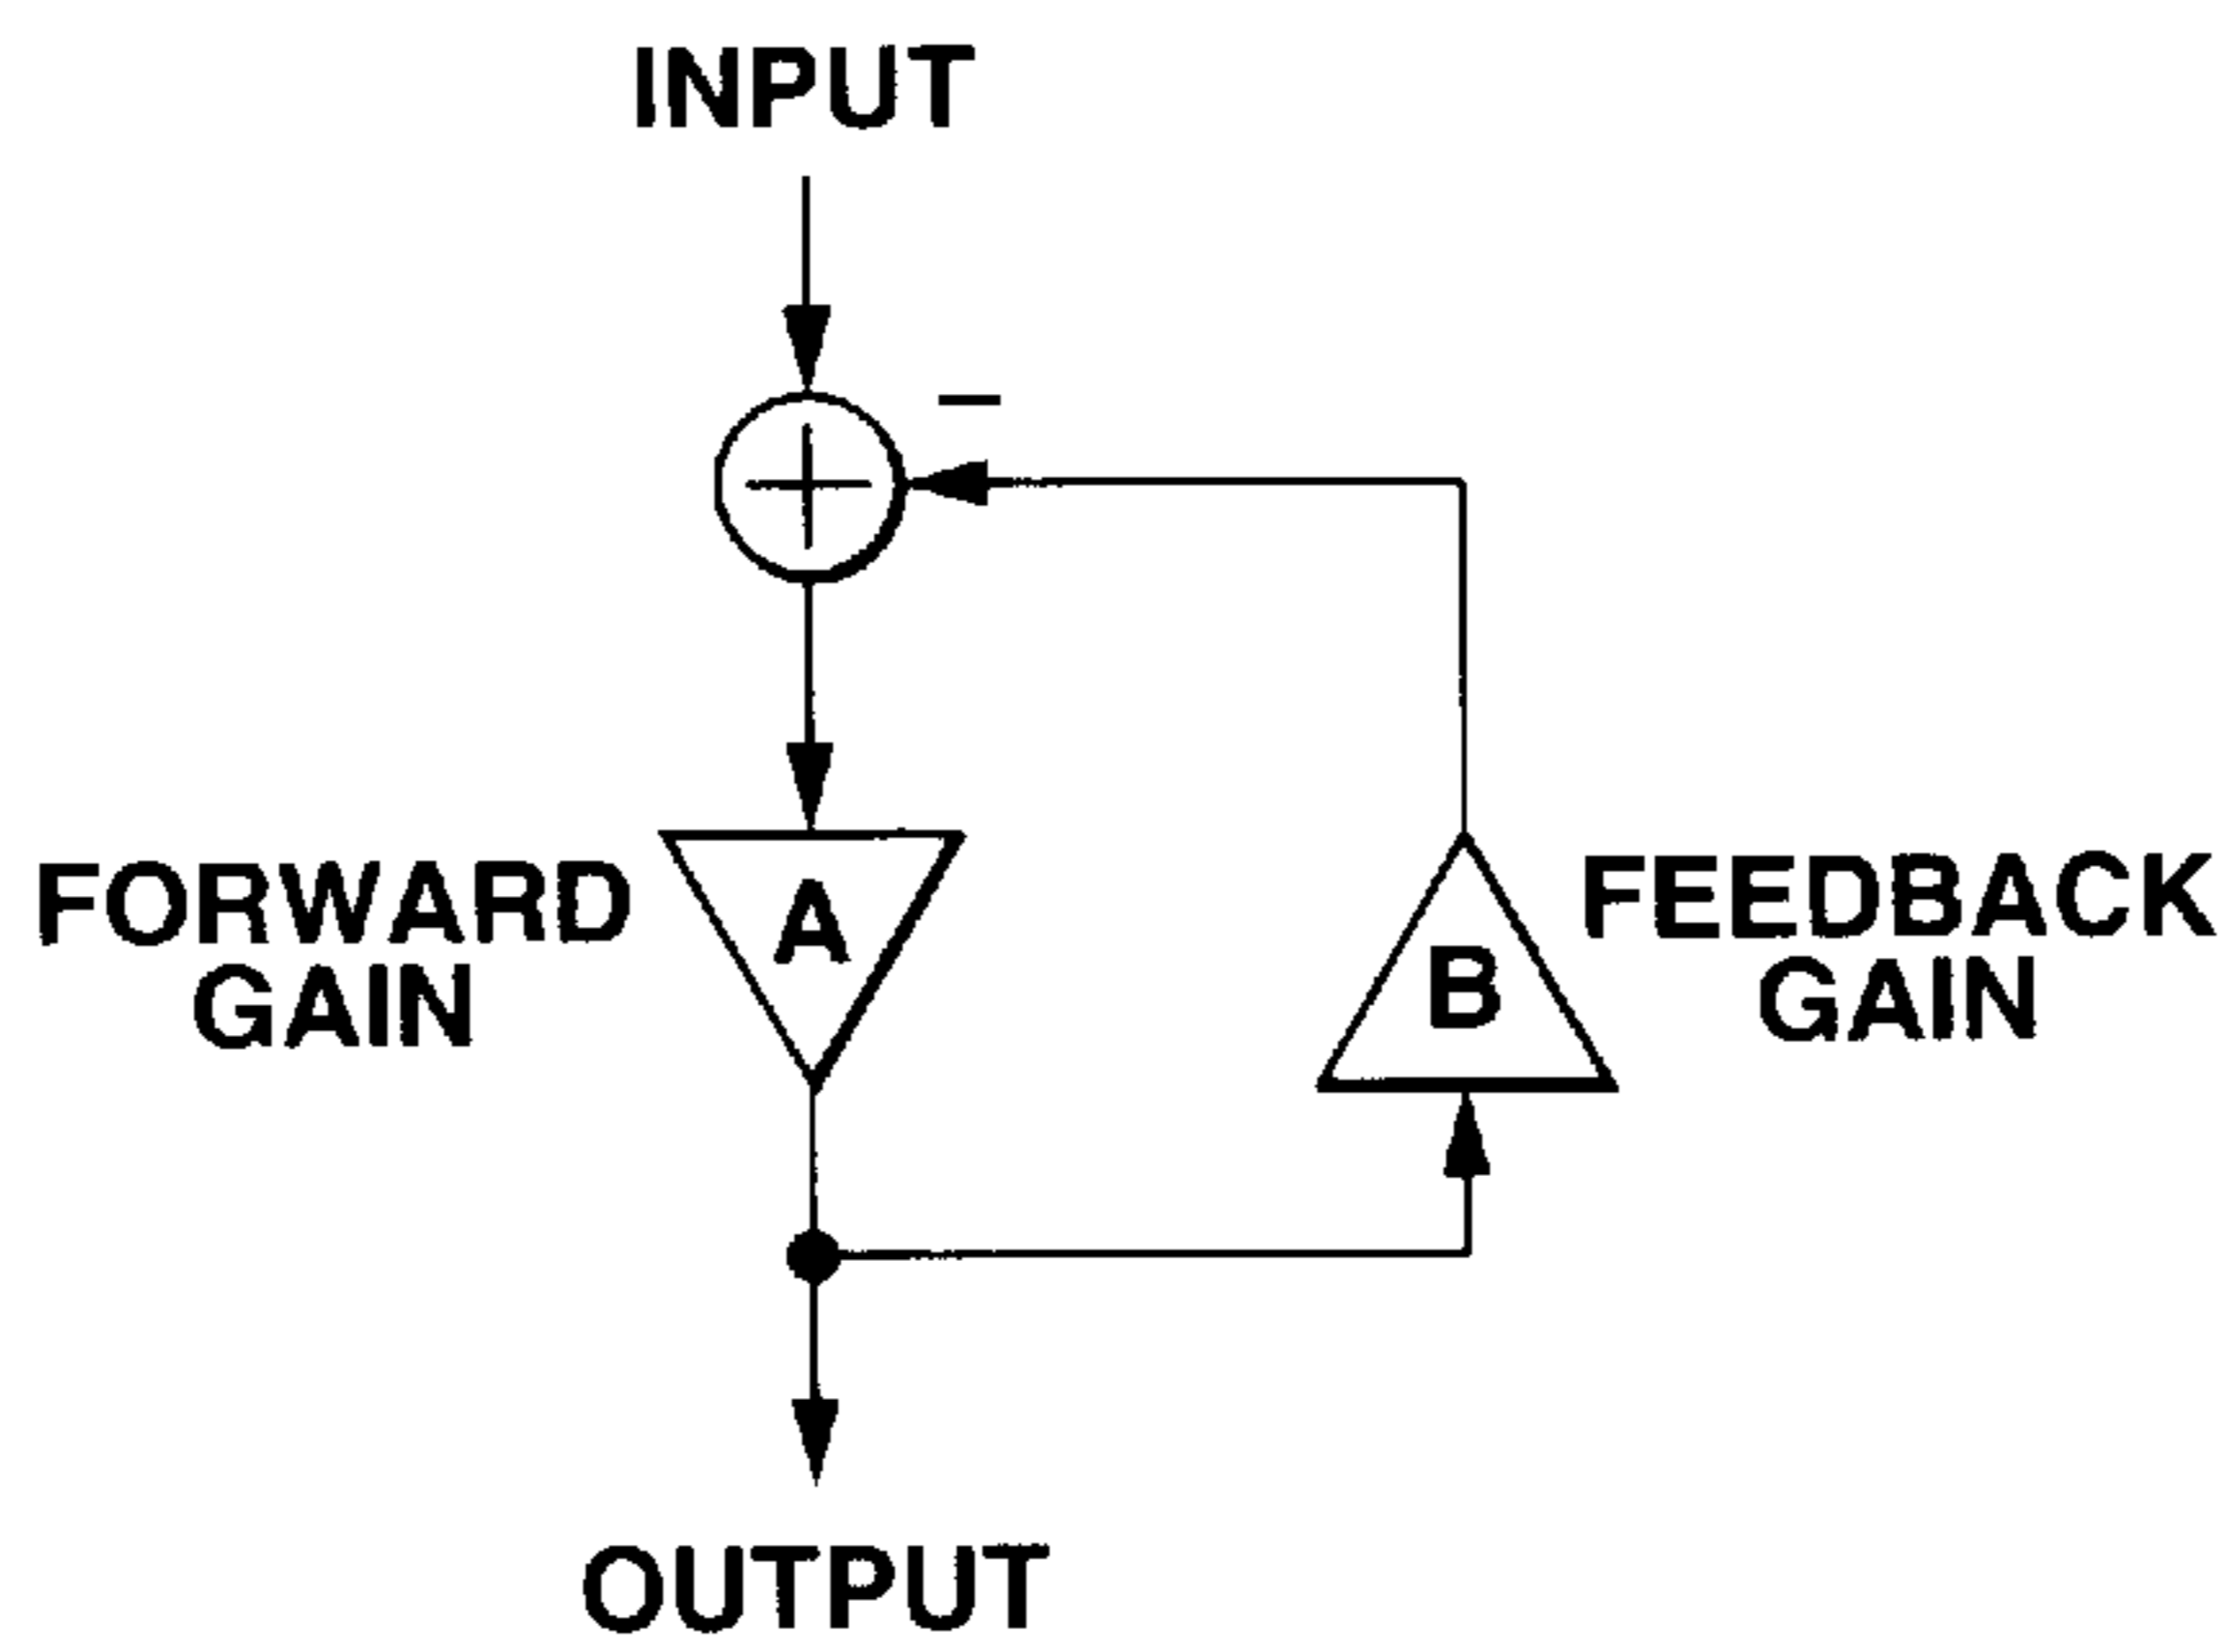 INPUT
−
+
FORWARD
GAIN
A
B
FEEDBACK
GAIN
OUTPUT